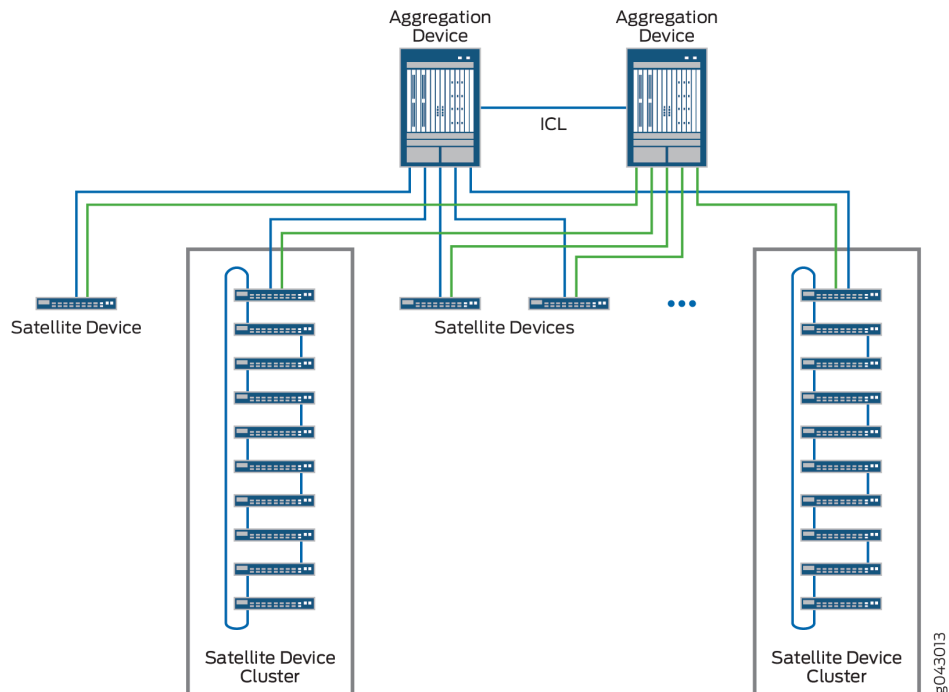 Aggregation
Device
Aggregation
Device
ICL
Satellite Device
Satellite Devices
Satellite Device
Cluster
Satellite Device
Cluster
g043013